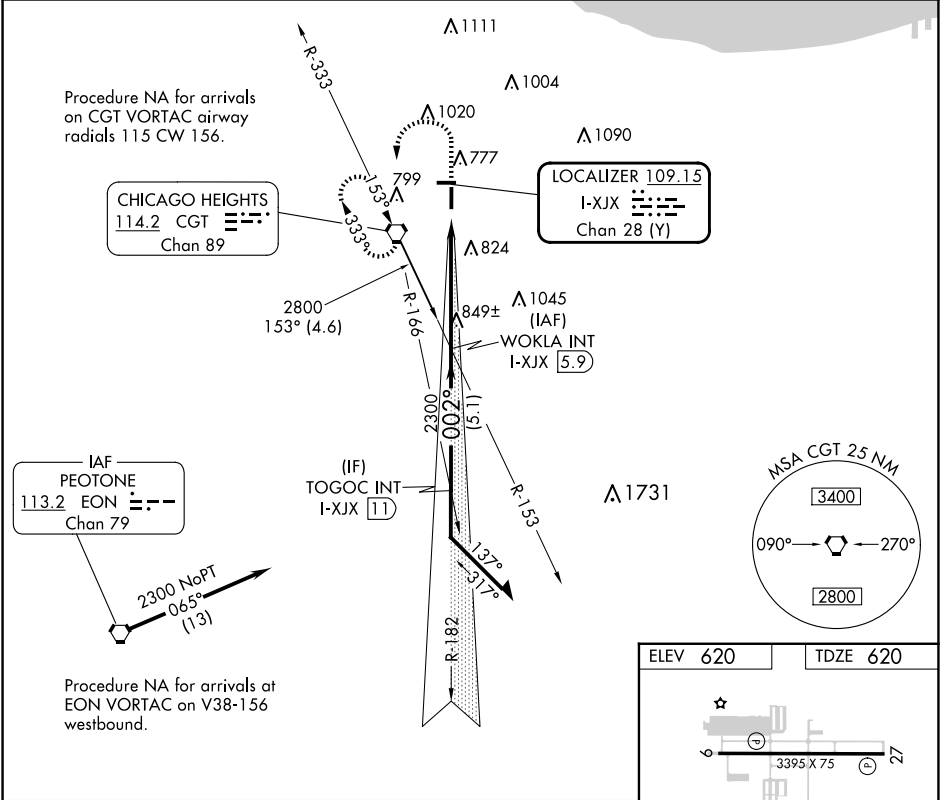 1111
R-333
1004
Procedure NA for arrivals
on CGT VORTAC airway
radials 115 CW 156.
1020
1090
777
799
153°
LOCALIZER 109.15
I-XJX
Chan 28 (Y)
CHICAGO HEIGHTS
114.2 CGT
Chan 89
333°
824
2800
153° (4.6)
R-166
849±
1045
(IAF)
WOKLA INT
I-XJX 5.9
2300
002°
(5.1)
IAF
PEOTONE
113.2 EON
Chan 79
(IF)
TOGOC INT
I-XJX 11
R-153
1731
MSA CGT 25 NM
3400
090°
270°
2800
137°
317°
2300 NoPT
065°
(13)
R-182
Procedure NA for arrivals at
EON VORTAC on V38-156
westbound.
ELEV 620
TDZE 620
P
9
3395 X 75
P
27